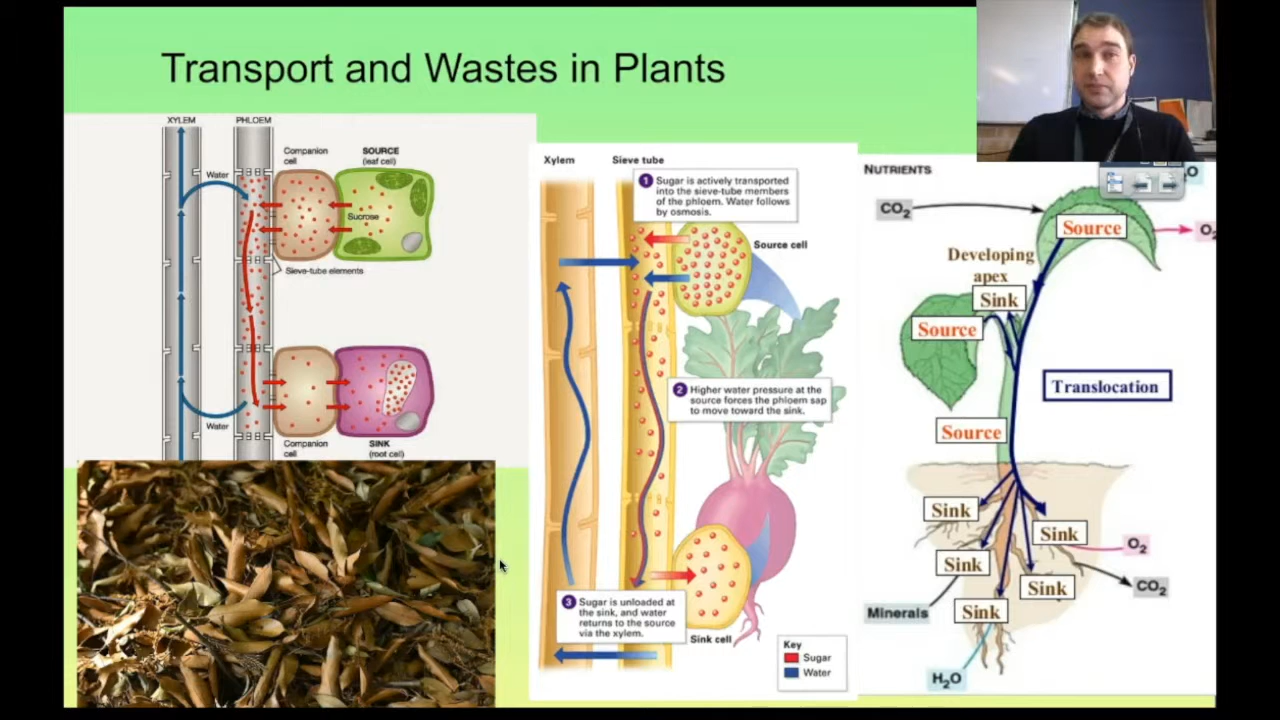 Transport and Wastes in Plants
XYLEM
PHLOEM
Water
Companion
cell
SOURCE
(leaf cell)
Sucrose
Sieve-tube elements
Water
Companion
cell
SINK
(root cell)
Xylem
Sieve tube
1 Sugar is actively transported
into the sieve-tube members
of the phloem. Water follows
by osmosis.
Source cell
2 Higher water pressure at the
source forces the phloem sap
to move toward the sink.
3 Sugar is unloaded at
the sink, and water
returns to the source
via the xylem.
Sink cell
Key
Sugar
Water
NUTRIENTS
CO2
O
Source
O2
Developing
apex
Sink
Source
Translocation
Source
Sink
Sink
O2
Sink
Sink
CO2
Minerals
Sink
H2O